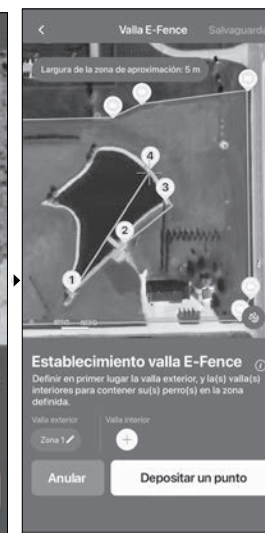 Valla E-Fence Salvaguarda
Largura de la zona de aproximación: 5 m
4
3
2
1
Establecimiento valla E-Fence
Definir en primer lugar la valla exterior, y la(s) valla(s)
interiores para contener su(s) perro(s) en la zona
definida.
Valla exterior Valla interior
Zona 1
Anular Depositar un punto